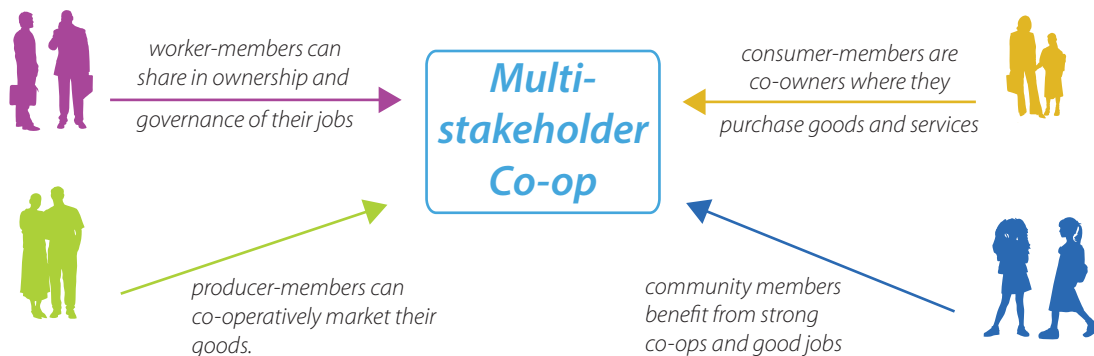 worker-members can
share in ownership and
governance of their jobs
Multi-
stakeholder
Co-op
consumer-members are
co-owners where they
purchase goods and services
producer-members can
co-operatively market their
goods.
community members
benefit from strong
co-ops and good jobs